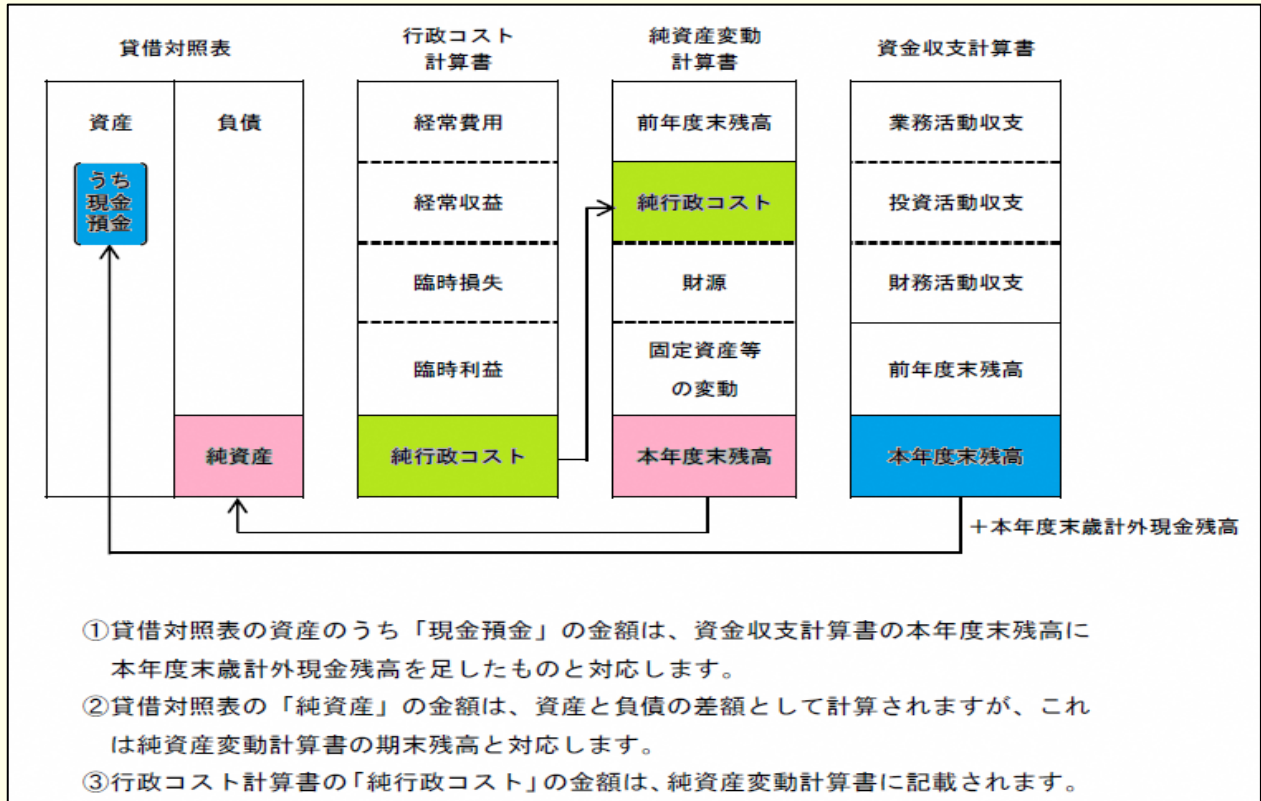 貸借対照表
行政コスト
計算書
純資産変動
計算書
資金収支計算書
資産
負債
うち
現金
預金
純資産
経常費用
経常収益
臨時損失
臨時利益
純行政コスト
前年度末残高
純行政コスト
財源
固定資産等
の変動
本年度末残高
業務活動収支
投資活動収支
財務活動収支
前年度末残高
本年度末残高
＋本年度末歳計外現金残高
①貸借対照表の資産のうち「現金預金」の金額は、資金収支計算書の本年度末残高に
本年度末歳計外現金残高を足したものと対応します。
②貸借対照表の「純資産」の金額は、資産と負債の差額として計算されますが、これ
は純資産変動計算書の期末残高と対応します。
③行政コスト計算書の「純行政コスト」の金額は、純資産変動計算書に記載されます。